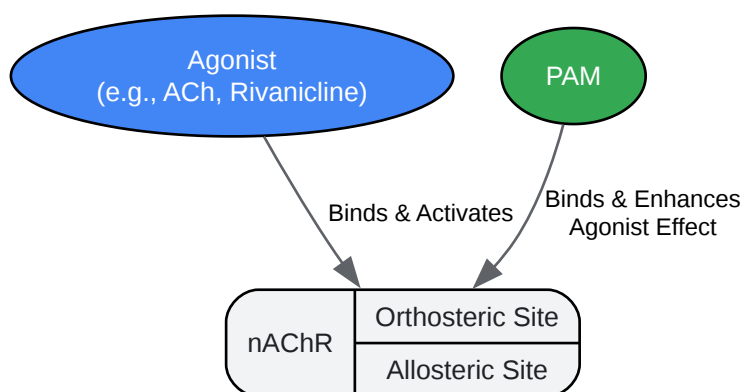 Agonist
(e.g., ACh, Rivanicline)
PAM
Binds & Activates
Binds & Enhances
Agonist Effect
nAChR
Orthosteric Site
Allosteric Site